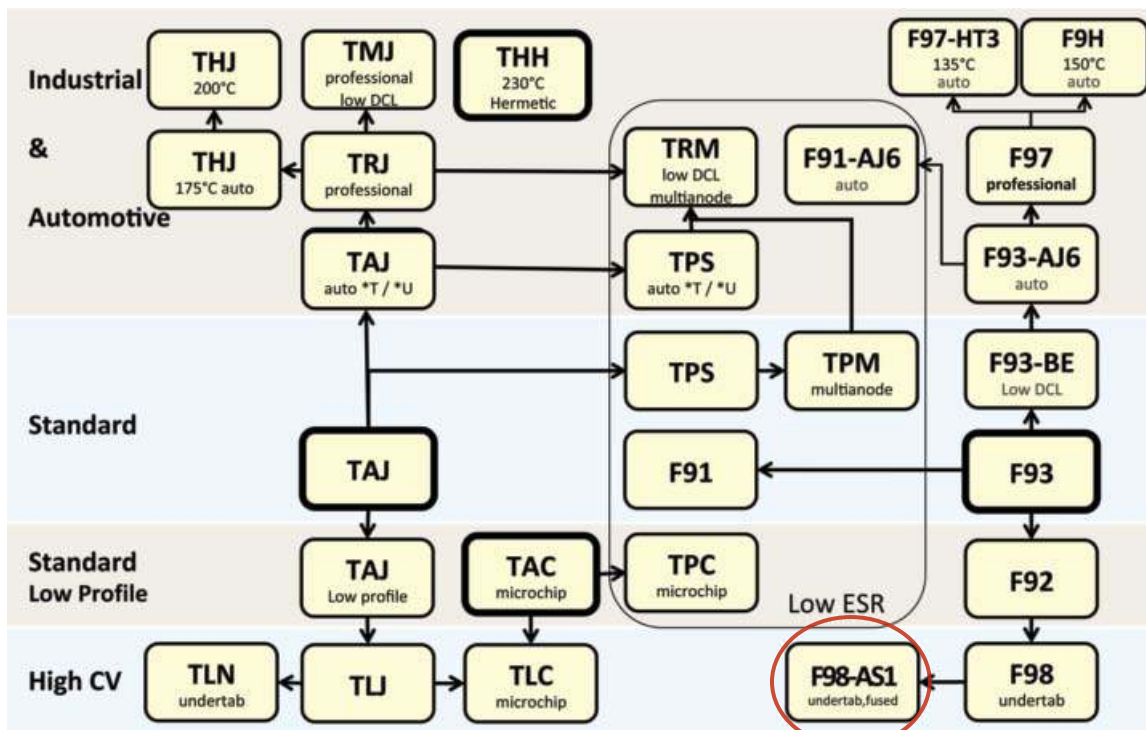 Industrial
&
Automotive
THJ
200°C
TMJ
professional
low DCL
THH
230°C
Hermetic
F97-HT3
135°C
auto
F9H
150°C
auto
THJ
175°C auto
TRJ
professional
TRM
low DCL
multianode
F91-AJ6
auto
F97
professional
TAJ
auto *T / *U
TPS
auto *T / *U
F93-AJ6
auto
Standard
TPS
TPM
multianode
F93-BE
Low DCL
TAJ
F91
F93
Standard
Low Profile
TAJ
Low profile
TAC
microchip
TPC
microchip
Low ESR
F92
High CV
TLN
undertab
TLJ
TLC
microchip
F98-AS1
undertab,fused
F98
undertab